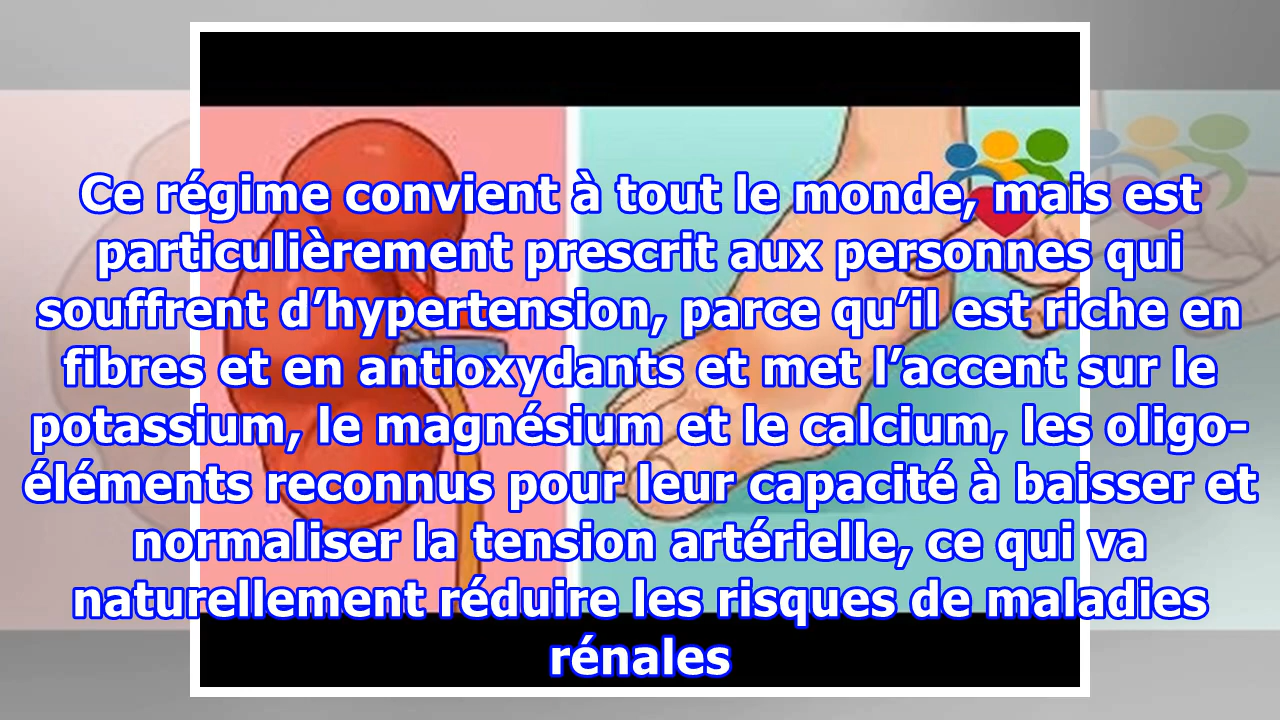 Ce régime convient à tout le monde, mais est
particulièrement prescrit aux personnes qui
souffrent d’hypertension, parce qu’il est riche en
fibres et en antioxydants et met l’accent sur le
potassium, le magnésium et le calcium, les oligo-
éléments reconnus pour leur capacité à baisser et
normaliser la tension artérielle, ce qui va
naturellement réduire les risques de maladies
rénales